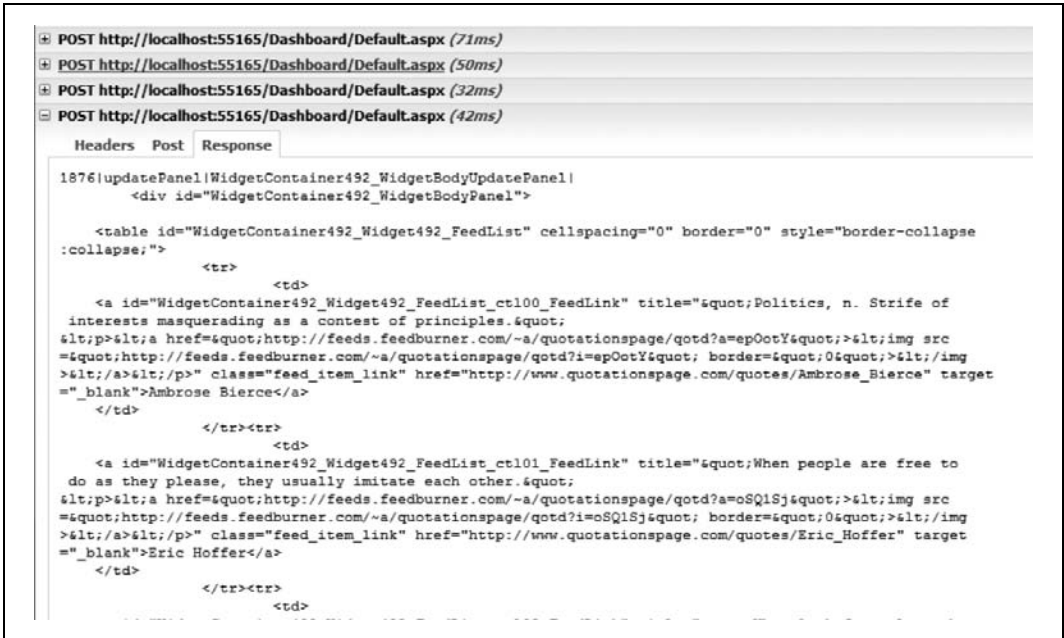 POST http://localhost:55165/Dashboard/Default.aspx (71ms)
POST http://localhost:55165/Dashboard/Default.aspx (50ms)
POST http://localhost:55165/Dashboard/Default.aspx (32ms)
POST http://localhost:55165/Dashboard/Default.aspx (42ms)
Headers Post Response
1876|updatePanel|WidgetContainer492_WidgetBodyUpdatePanel|
<div id="WidgetContainer492_WidgetBodyPanel">
<table id="WidgetContainer492_Widget492_FeedList" cellspacing="0" border="0" style="border-collapse
:collapse;">
<tr>
<td>
<a id="WidgetContainer492_Widget492_FeedList_ctl00_FeedLink" title="&quot;Politics, n. Strife of
interests masquerading as a contest of principles.&quot;
&lt;p&gt;&lt;a href=&quot;http://feeds.feedburner.com/~a/quotationspage/qotd?a=epOotY&quot;&gt;&lt;img src
=&quot;http://feeds.feedburner.com/~a/quotationspage/qotd?i=epOotY&quot; border=&quot;0&quot;&gt;&lt;/img
&gt;&lt;/a&gt;&lt;/p&gt;" class="feed_item_link" href="http://www.quotationspage.com/quotes/Ambrose_Bierce" target
="_blank">Ambrose Bierce</a>
</td>
</tr><tr>
<td>
<a id="WidgetContainer492_Widget492_FeedList_ctl01_FeedLink" title="&quot;When people are free to
do as they please, they usually imitate each other.&quot;
&lt;p&gt;&lt;a href=&quot;http://feeds.feedburner.com/~a/quotationspage/qotd?a=oSQ1Sj&quot;&gt;&lt;img src
=&quot;http://feeds.feedburner.com/~a/quotationspage/qotd?i=oSQ1Sj&quot; border=&quot;0&quot;&gt;&lt;/img
&gt;&lt;/a&gt;&lt;/p&gt;" class="feed_item_link" href="http://www.quotationspage.com/quotes/Eric_Hoffer" target
="_blank">Eric Hoffer</a>
</td>
</tr><tr>
<td>